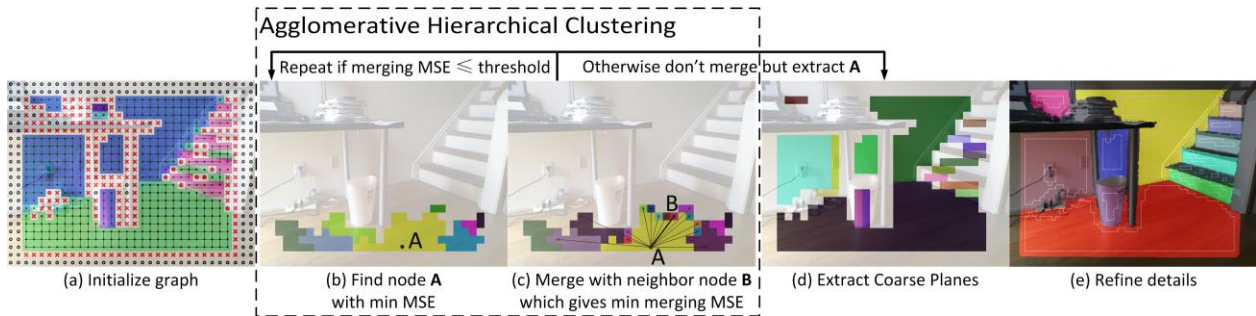 Agglomerative Hierarchical Clustering
Repeat if merging MSE ≤ threshold
Otherwise don't merge but extract A
A
B
A
(a) Initialize graph
(b) Find node A
with min MSE
(c) Merge with neighbor node B
which gives min merging MSE
(d) Extract Coarse Planes
(e) Refine details